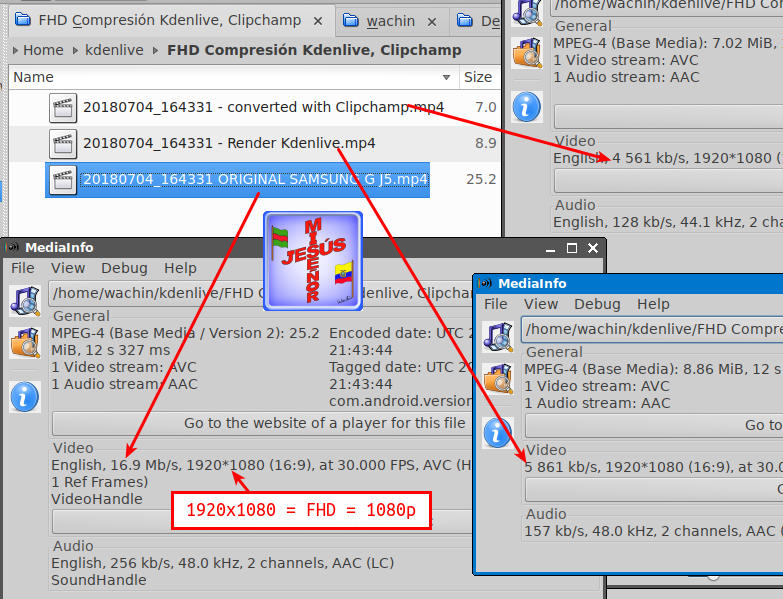 FHD Compresión Kdenlive, Clipchamp
wachin
De
Home
kdenlive
FHD Compresión Kdenlive, Clipchamp
Name
Size
20180704_164331 - converted with Clipchamp.mp4
7.0
20180704_164331 - Render Kdenlive.mp4
8.9
20180704_164331 ORIGINAL SAMSUNG G J5.mp4
25.2
/home/wachin/kdenlive/FHD Compre
General
MPEG-4 (Base Media): 7.02 MiB,
1 Video stream: AVC
1 Audio stream: AAC
Video
English, 4 561 kb/s, 1920*1080 (
Audio
English, 128 kb/s, 44.1 kHz, 2 cha
MI SEÑOR
JESÚS
MediaInfo
File View Debug Help
/home/wachin/kdenlive/FHD C denlive, Clipcha
General
MPEG-4 (Base Media / Version 2): 25.2
MiB, 12 s 327 ms
1 Video stream: AVC
1 Audio stream: AAC
Encoded date: UTC 2
21:43:44
Tagged date: UTC 20
21:43:44
com.android.version
Go to the website of a player for this file
Video
English, 16.9 Mb/s, 1920*1080 (16:9), at 30.000 FPS, AVC (H
1 Ref Frames)
VideoHandle
1920x1080 = FHD = 1080p
Audio
English, 256 kb/s, 48.0 kHz, 2 channels, AAC (LC)
SoundHandle
MediaInfo
File View Debug Help
/home/wachin/kdenlive/FHD Compre
General
MPEG-4 (Base Media): 8.86 MiB, 12 s
1 Video stream: AVC
1 Audio stream: AAC
Go to
Video
5 861 kb/s, 1920*1080 (16:9), at 30.0
Audio
157 kb/s, 48.0 kHz, 2 channels, AAC (